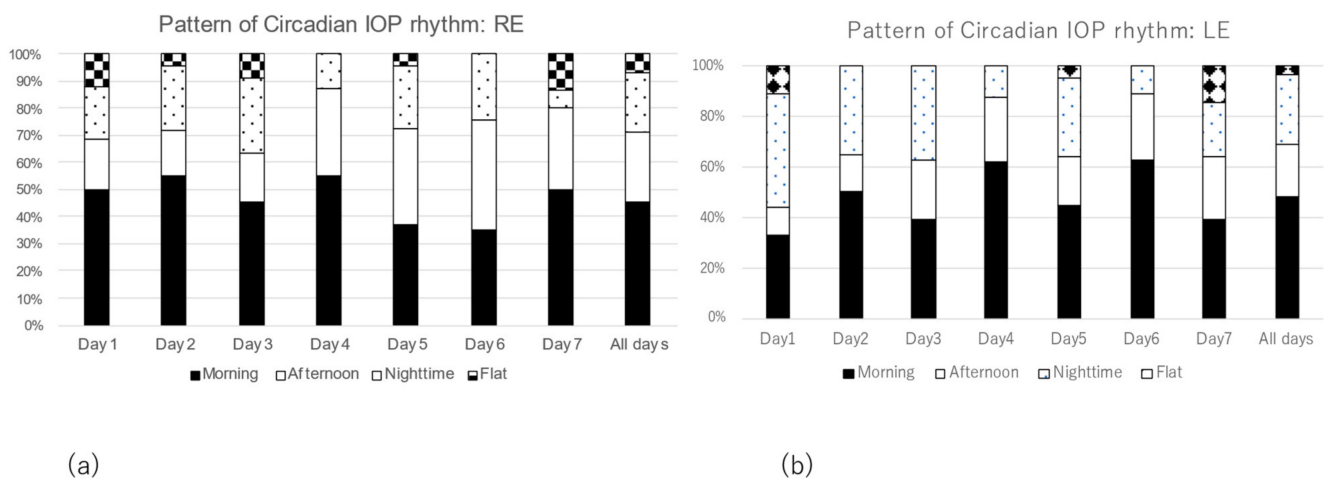 Pattern of Circadian IOP rhythm: RE
100%
90%
80%
70%
60%
50%
40%
30%
20%
10%
0%
Day 1 Day 2 Day 3 Day 4 Day 5 Day 6 Day 7 All days
Morning Afternoon Nighttime Flat
(a)
Pattern of Circadian IOP rhythm: LE
100%
80%
60%
40%
20%
0%
Day1 Day2 Day3 Day4 Day5 Day6 Day7 All days
Morning Afternoon Nighttime Flat
(b)